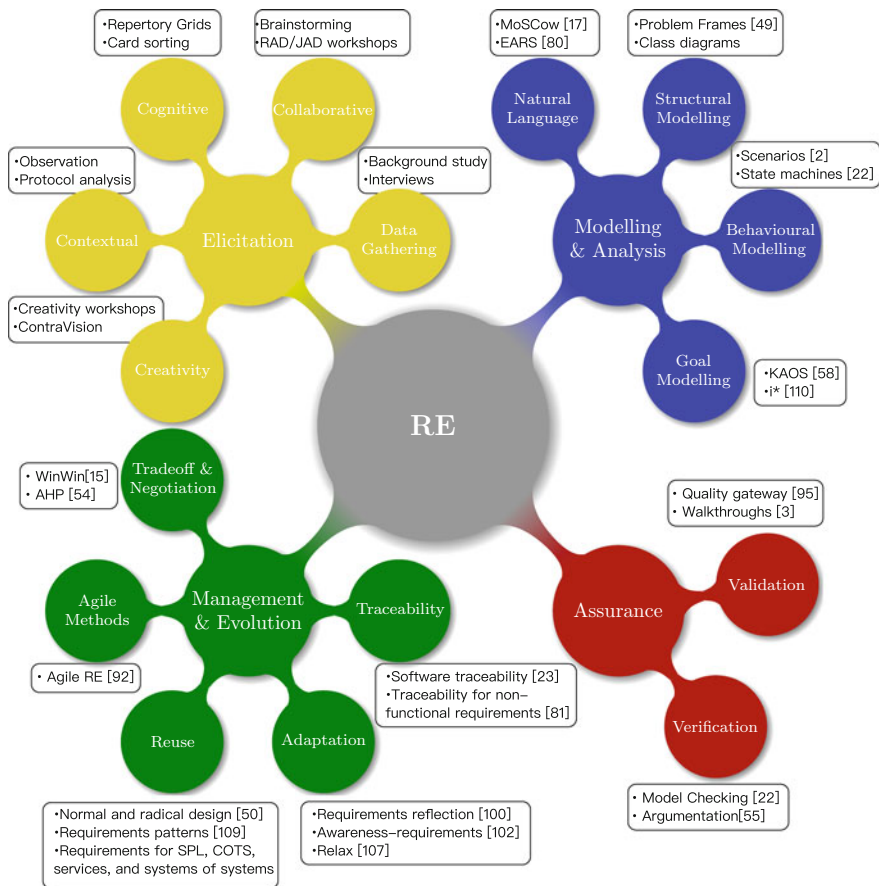 •Repertory Grids
•Card sorting
•Brainstorming
•RAD/JAD workshops
Cognitive
Collaborative
•Observation
•Protocol analysis
•Background study
•Interviews
Contextual
Elicitation
Data
Gathering
•Creativity workshops
•ContraVision
Creativity
•MoSCow [17]
•EARS [80]
•Problem Frames [49]
•Class diagrams
Natural
Language
Structural
Modelling
•Scenarios [2]
•State machines [22]
Modelling
& Analysis
Behavioural
Modelling
Goal
Modelling
•KAOS [58]
•i* [110]
RE
• WinWin[15]
• AHP [54]
Tradeoff &
Negotiation
Agile
Methods
Management
& Evolution
Traceability
• Agile RE [92]
•Software traceability [23]
•Traceability for non-
functional requirements [81]
Reuse
Adaptation
•Normal and radical design [50]
•Requirements patterns [109]
•Requirements for SPL, COTS,
services, and systems of systems
•Requirements reflection [100]
•Awareness-requirements [102]
•Relax [107]
• Quality gateway [95]
• Walkthroughs [3]
Validation
Assurance
Verification
• Model Checking [22]
• Argumentation[55]